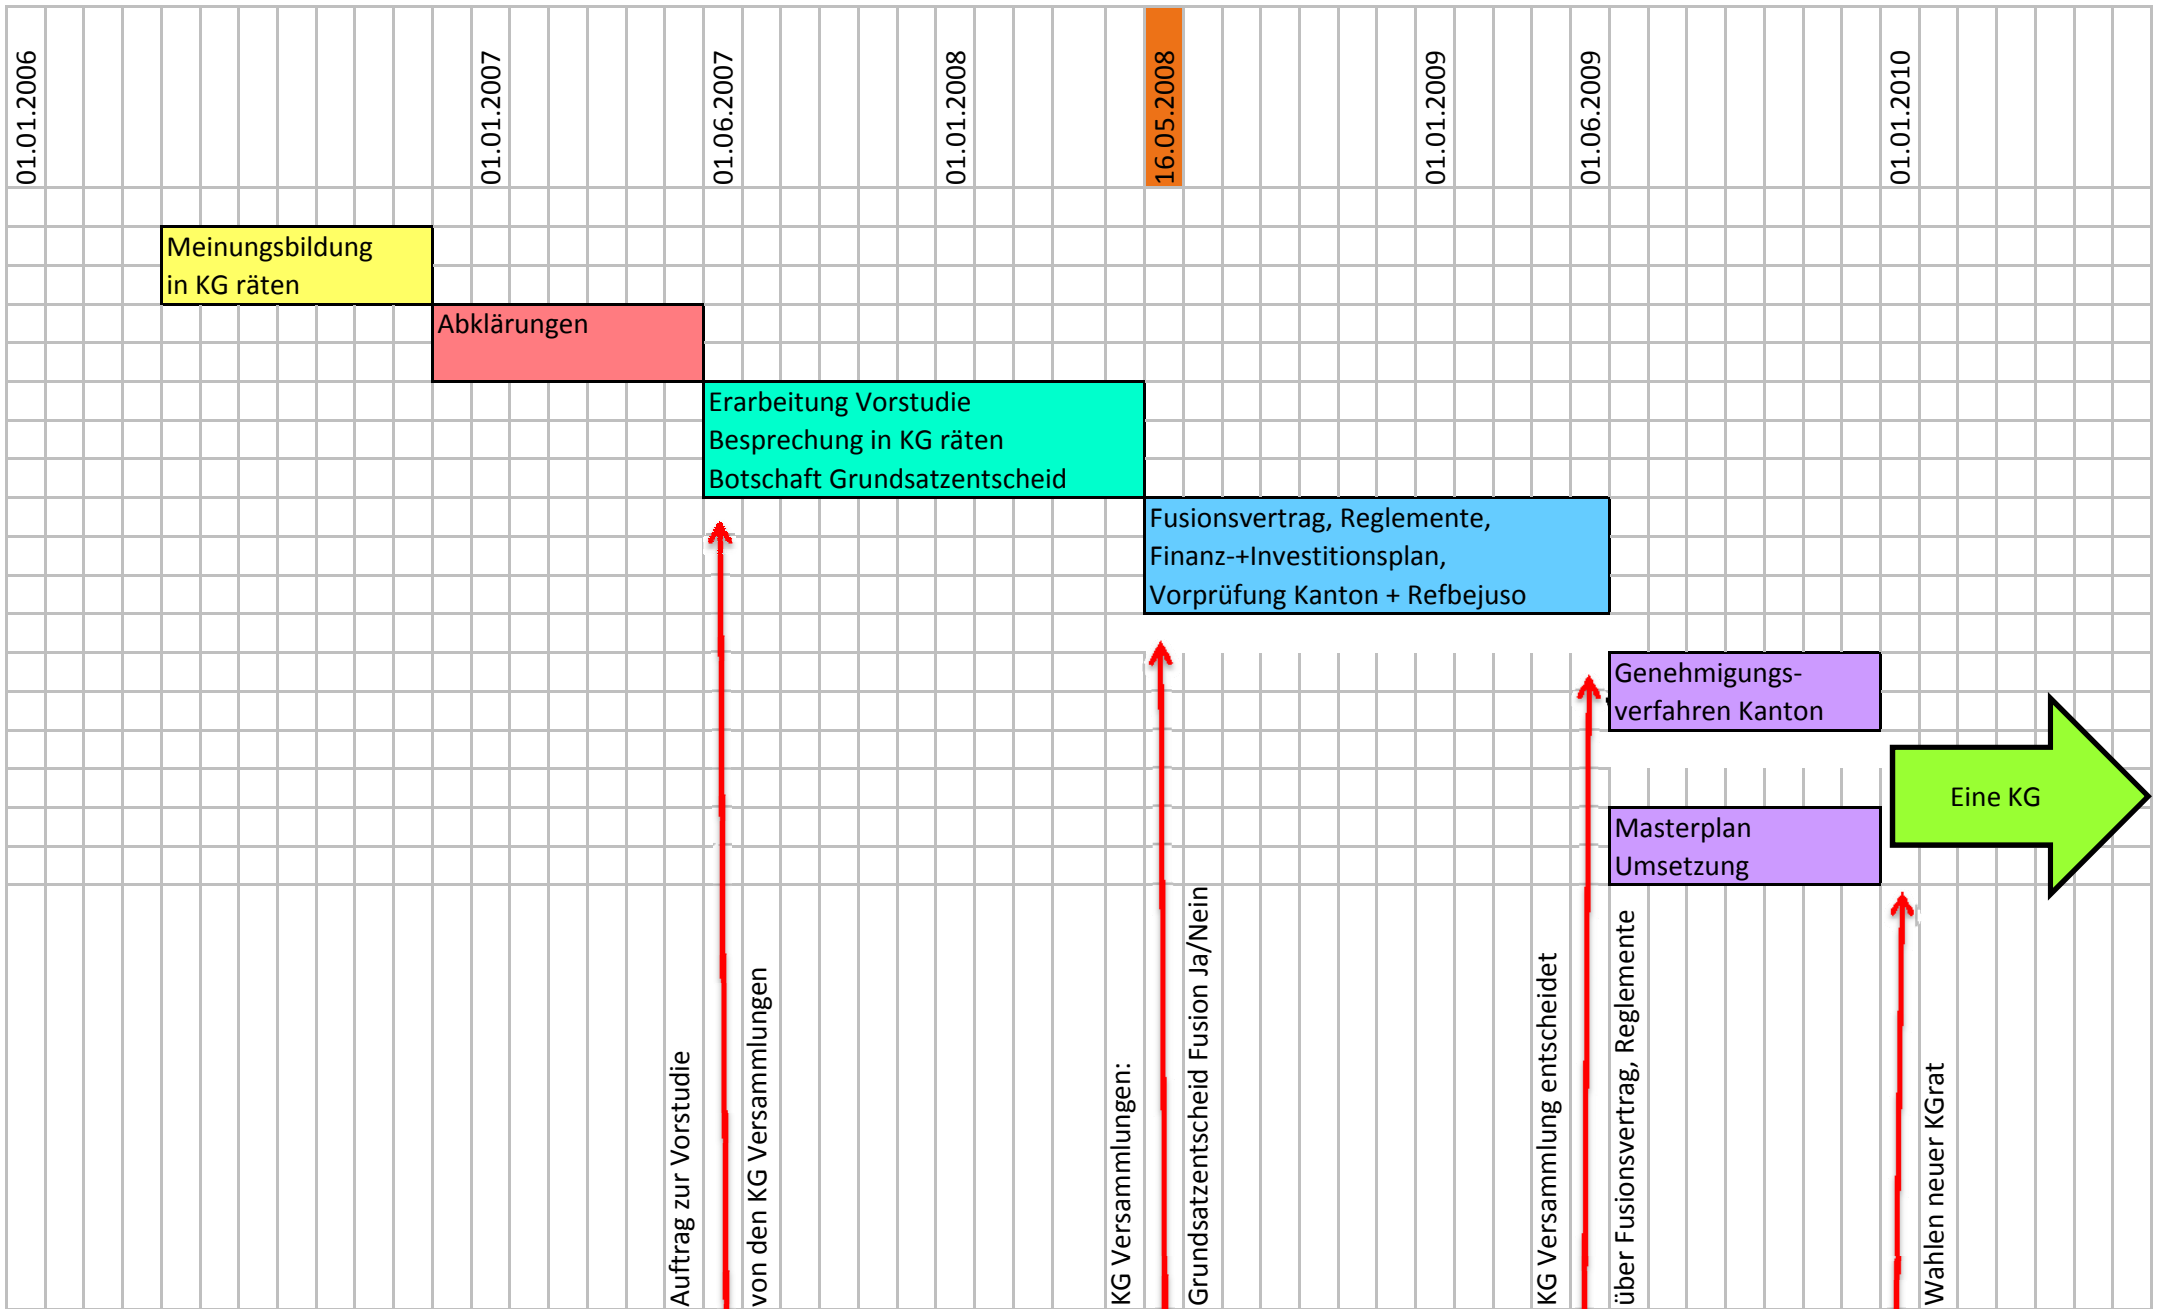 01.01.2006
01.01.2007
01.06.2007
01.01.2008
16.05.2008
01.01.2009
01.06.2009
01.01.2010
Meinungsbildung
in KG räten
Abklärungen
Erarbeitung Vorstudie
Besprechung in KG räten
Botschaft Grundsatzentscheid
Fusionsvertrag, Reglemente,
Finanz-+Investitionsplan,
Vorprüfung Kanton + Refbejuso
Genehmigungs-
verfahren Kanton
Eine KG
Masterplan
Umsetzung
Auftrag zur Vorstudie
von den KG Versammlungen
KG Versammlungen:
Grundsatzentscheid Fusion Ja/Nein
KG Versammlung entscheidet
über Fusionsvertrag, Reglemente
Wahlen neuer KGrat